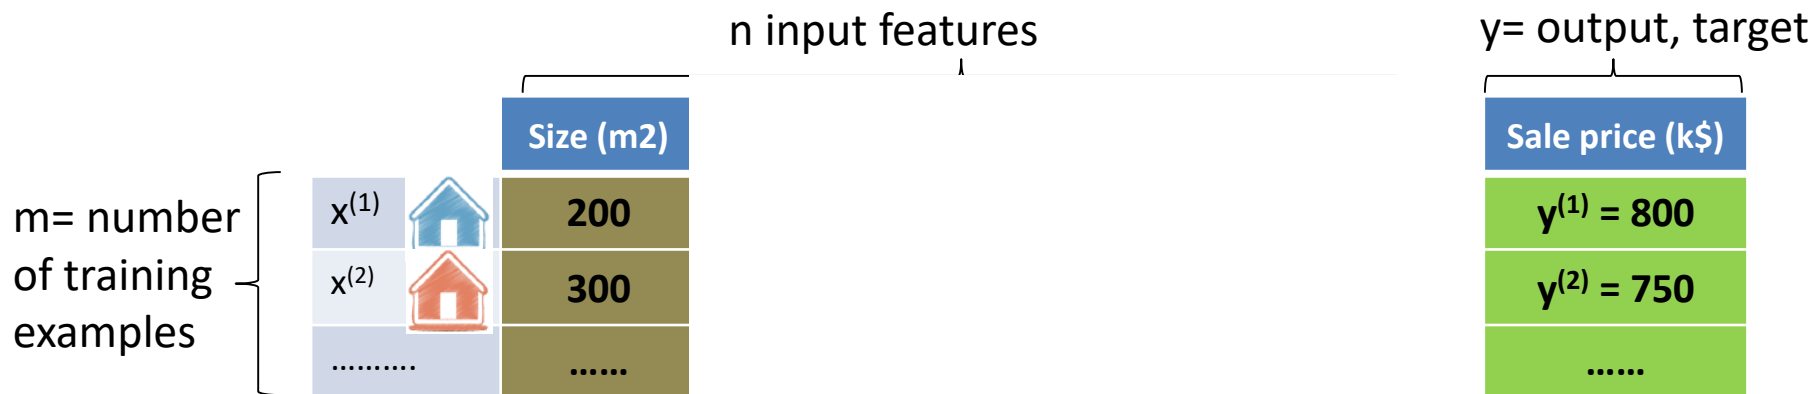 n input features
y= output, target
Size (m2)
Sale price (k$)
m= number
of training
examples
x(1)
200
y(1) = 800
x(2)
300
y(2) = 750
……….
……
……